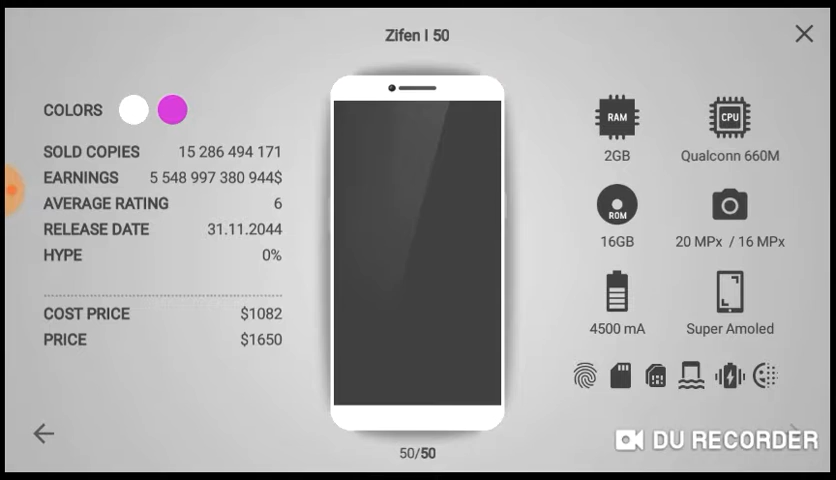 Zifen I 50
COLORS
SOLD COPIES 15 286 494 171
EARNINGS 5 548 997 380 944$
AVERAGE RATING 6
RELEASE DATE 31.11.2044
HYPE 0%
COST PRICE $1082
PRICE $1650
RAM
CPU
2GB
Qualconn 660M
ROM
16GB
20 MPx / 16 MPx
4500 mA
Super Amoled
50/50
DU RECORDER